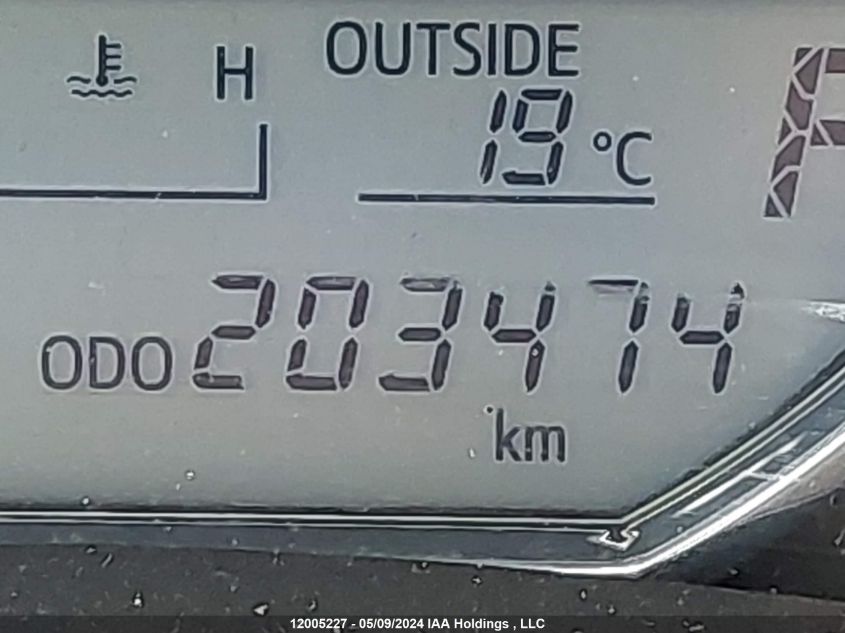 H OUTSIDE
19 °C
P
ODO 203474
km
12005227 - 05/09/2024 IAA Holdings , LLC